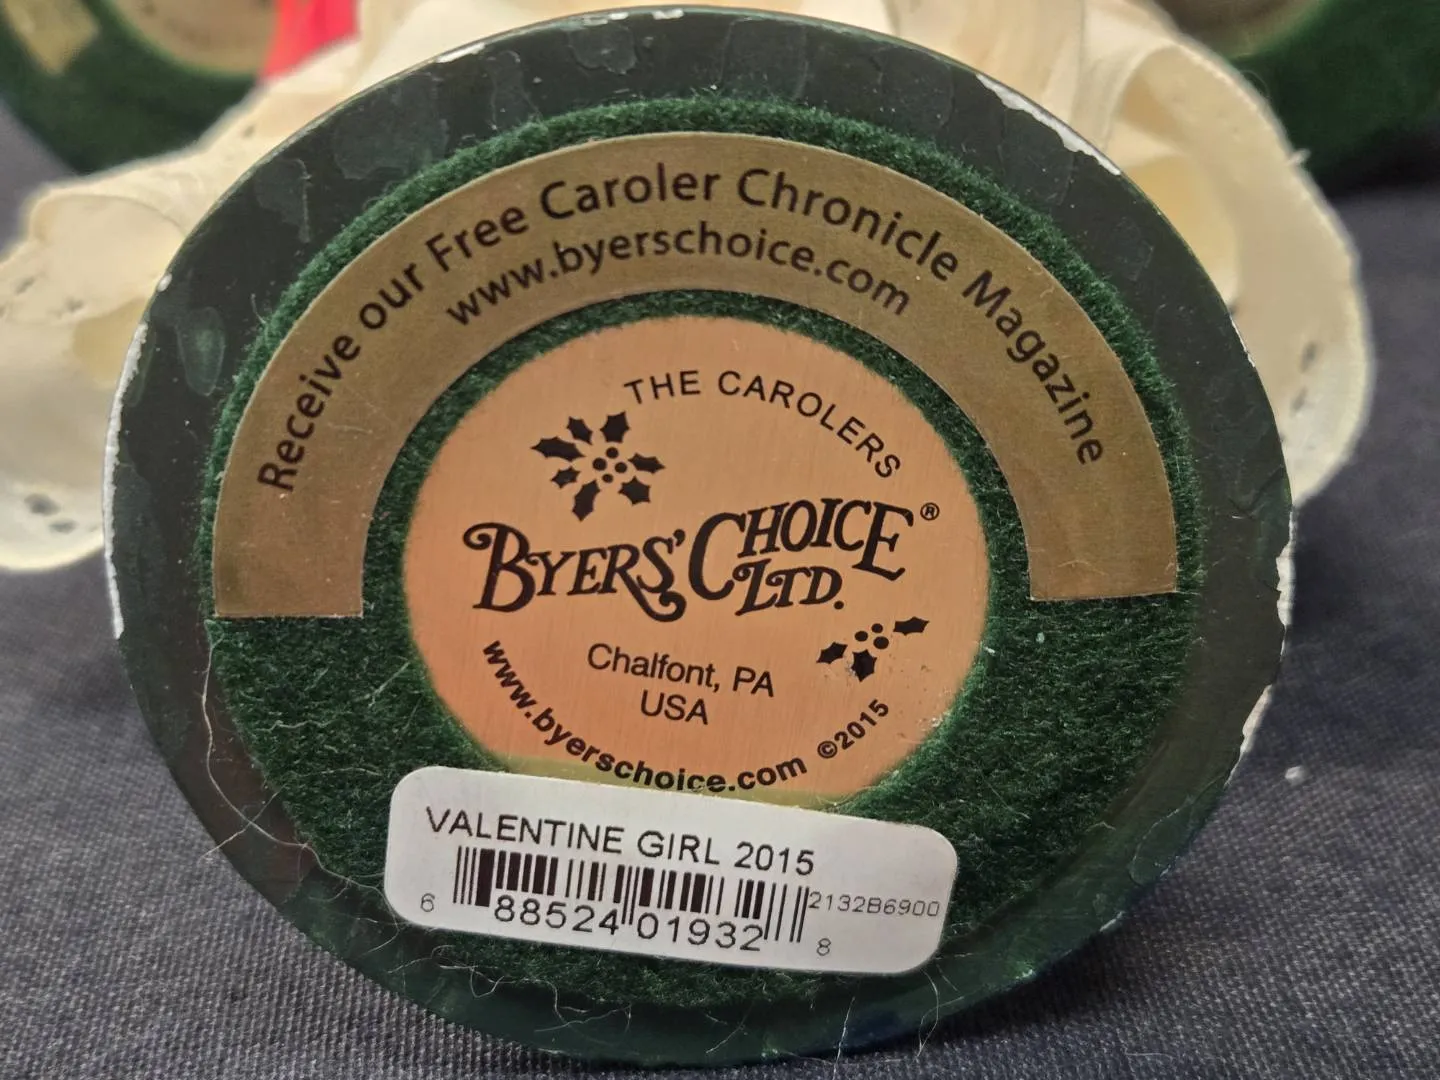 Receive our Free Caroler Chronicle Magazine
www.byerschoice.com
THE CAROLERS
BYERS' CHOICE®
LTD.
Chalfont, PA
USA
www.byerschoice.com ©2015
VALENTINE GIRL 2015
2132B6900
6 88524 01932 8